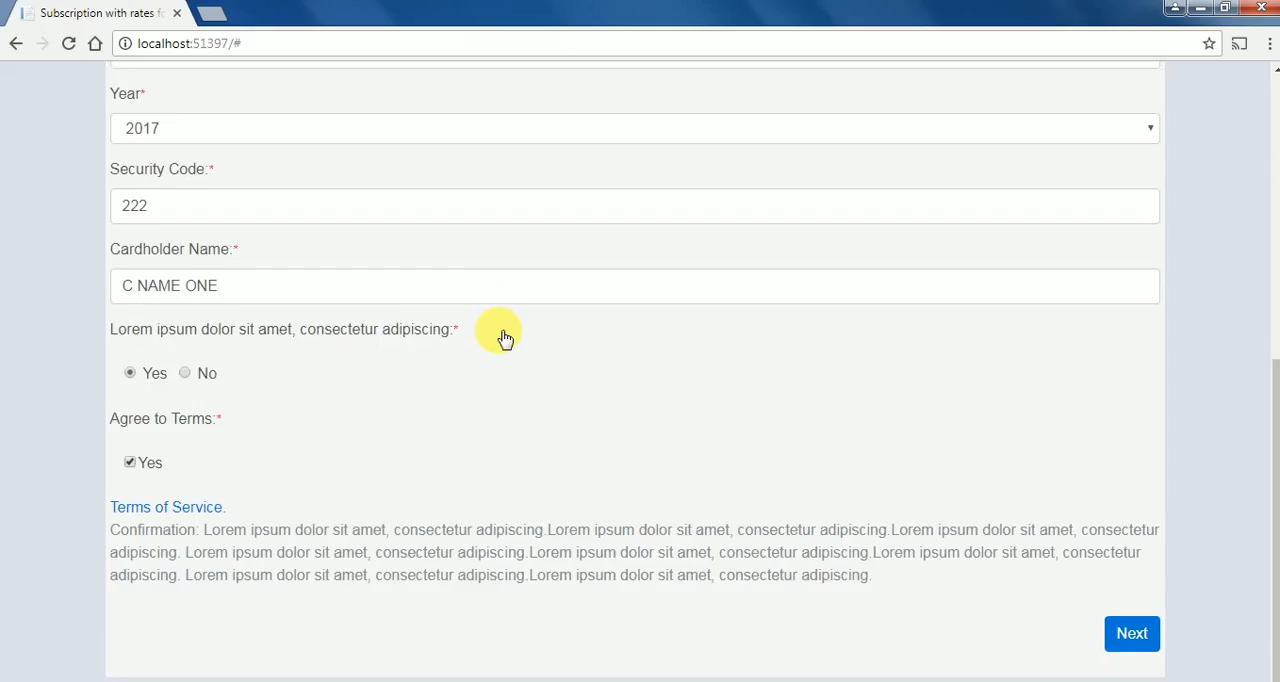 Subscription with rates fo
localhost:51397/#
Year*
2017
Security Code:*
222
Cardholder Name:*
C NAME ONE
Lorem ipsum dolor sit amet, consectetur adipiscing:*
Yes No
Agree to Terms:*
Yes
Terms of Service.
Confirmation: Lorem ipsum dolor sit amet, consectetur adipiscing.Lorem ipsum dolor sit amet, consectetur adipiscing.Lorem ipsum dolor sit amet, consectetur
adipiscing. Lorem ipsum dolor sit amet, consectetur adipiscing.Lorem ipsum dolor sit amet, consectetur adipiscing.Lorem ipsum dolor sit amet, consectetur
adipiscing. Lorem ipsum dolor sit amet, consectetur adipiscing.Lorem ipsum dolor sit amet, consectetur adipiscing.
Next